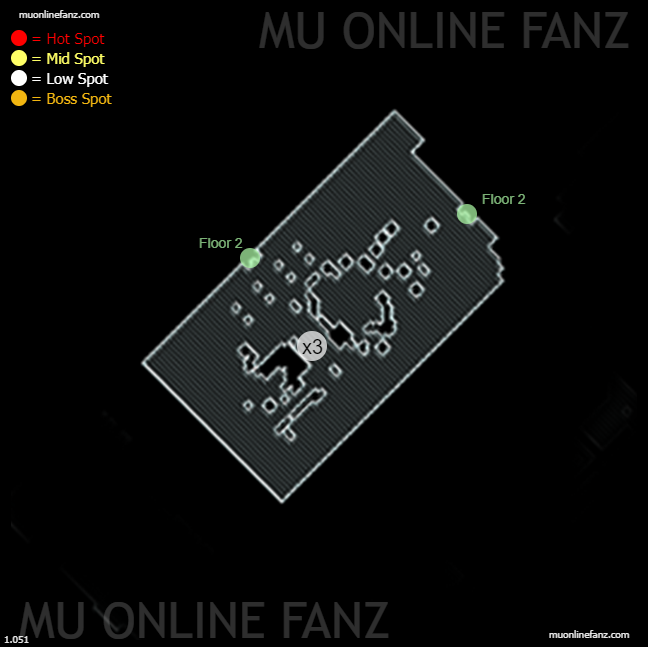 muonlinefanz.com
MU ONLINE FANZ
= Hot Spot
= Mid Spot
= Low Spot
= Boss Spot
Floor 2
Floor 2
x3
MU ONLINE FANZ
1.051
muonlinefanz.com